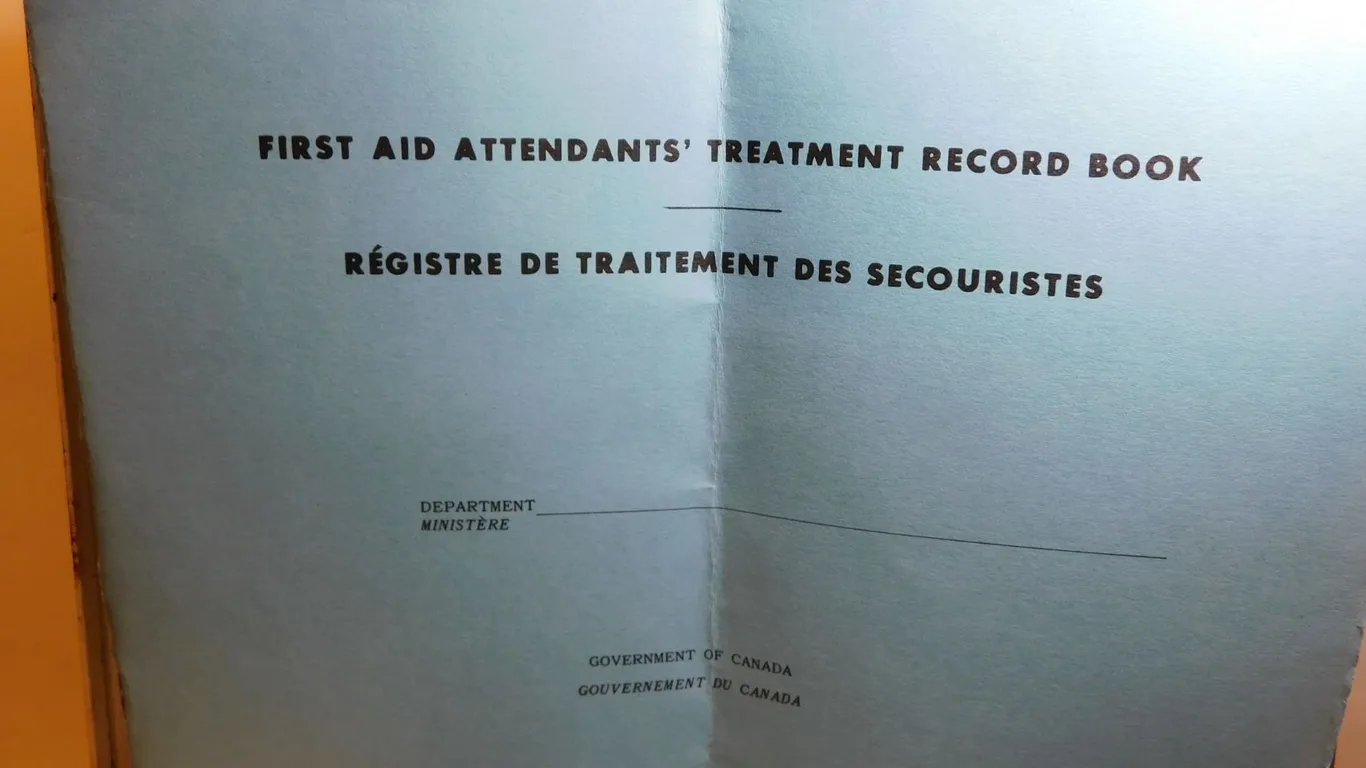 FIRST AID ATTENDANTS' TREATMENT RECORD BOOK
RÉGISTRE DE TRAITEMENT DES SECOURISTES
DEPARTMENT
MINISTÈRE
GOVERNMENT OF CANADA
GOUVERNEMENT DU CANADA